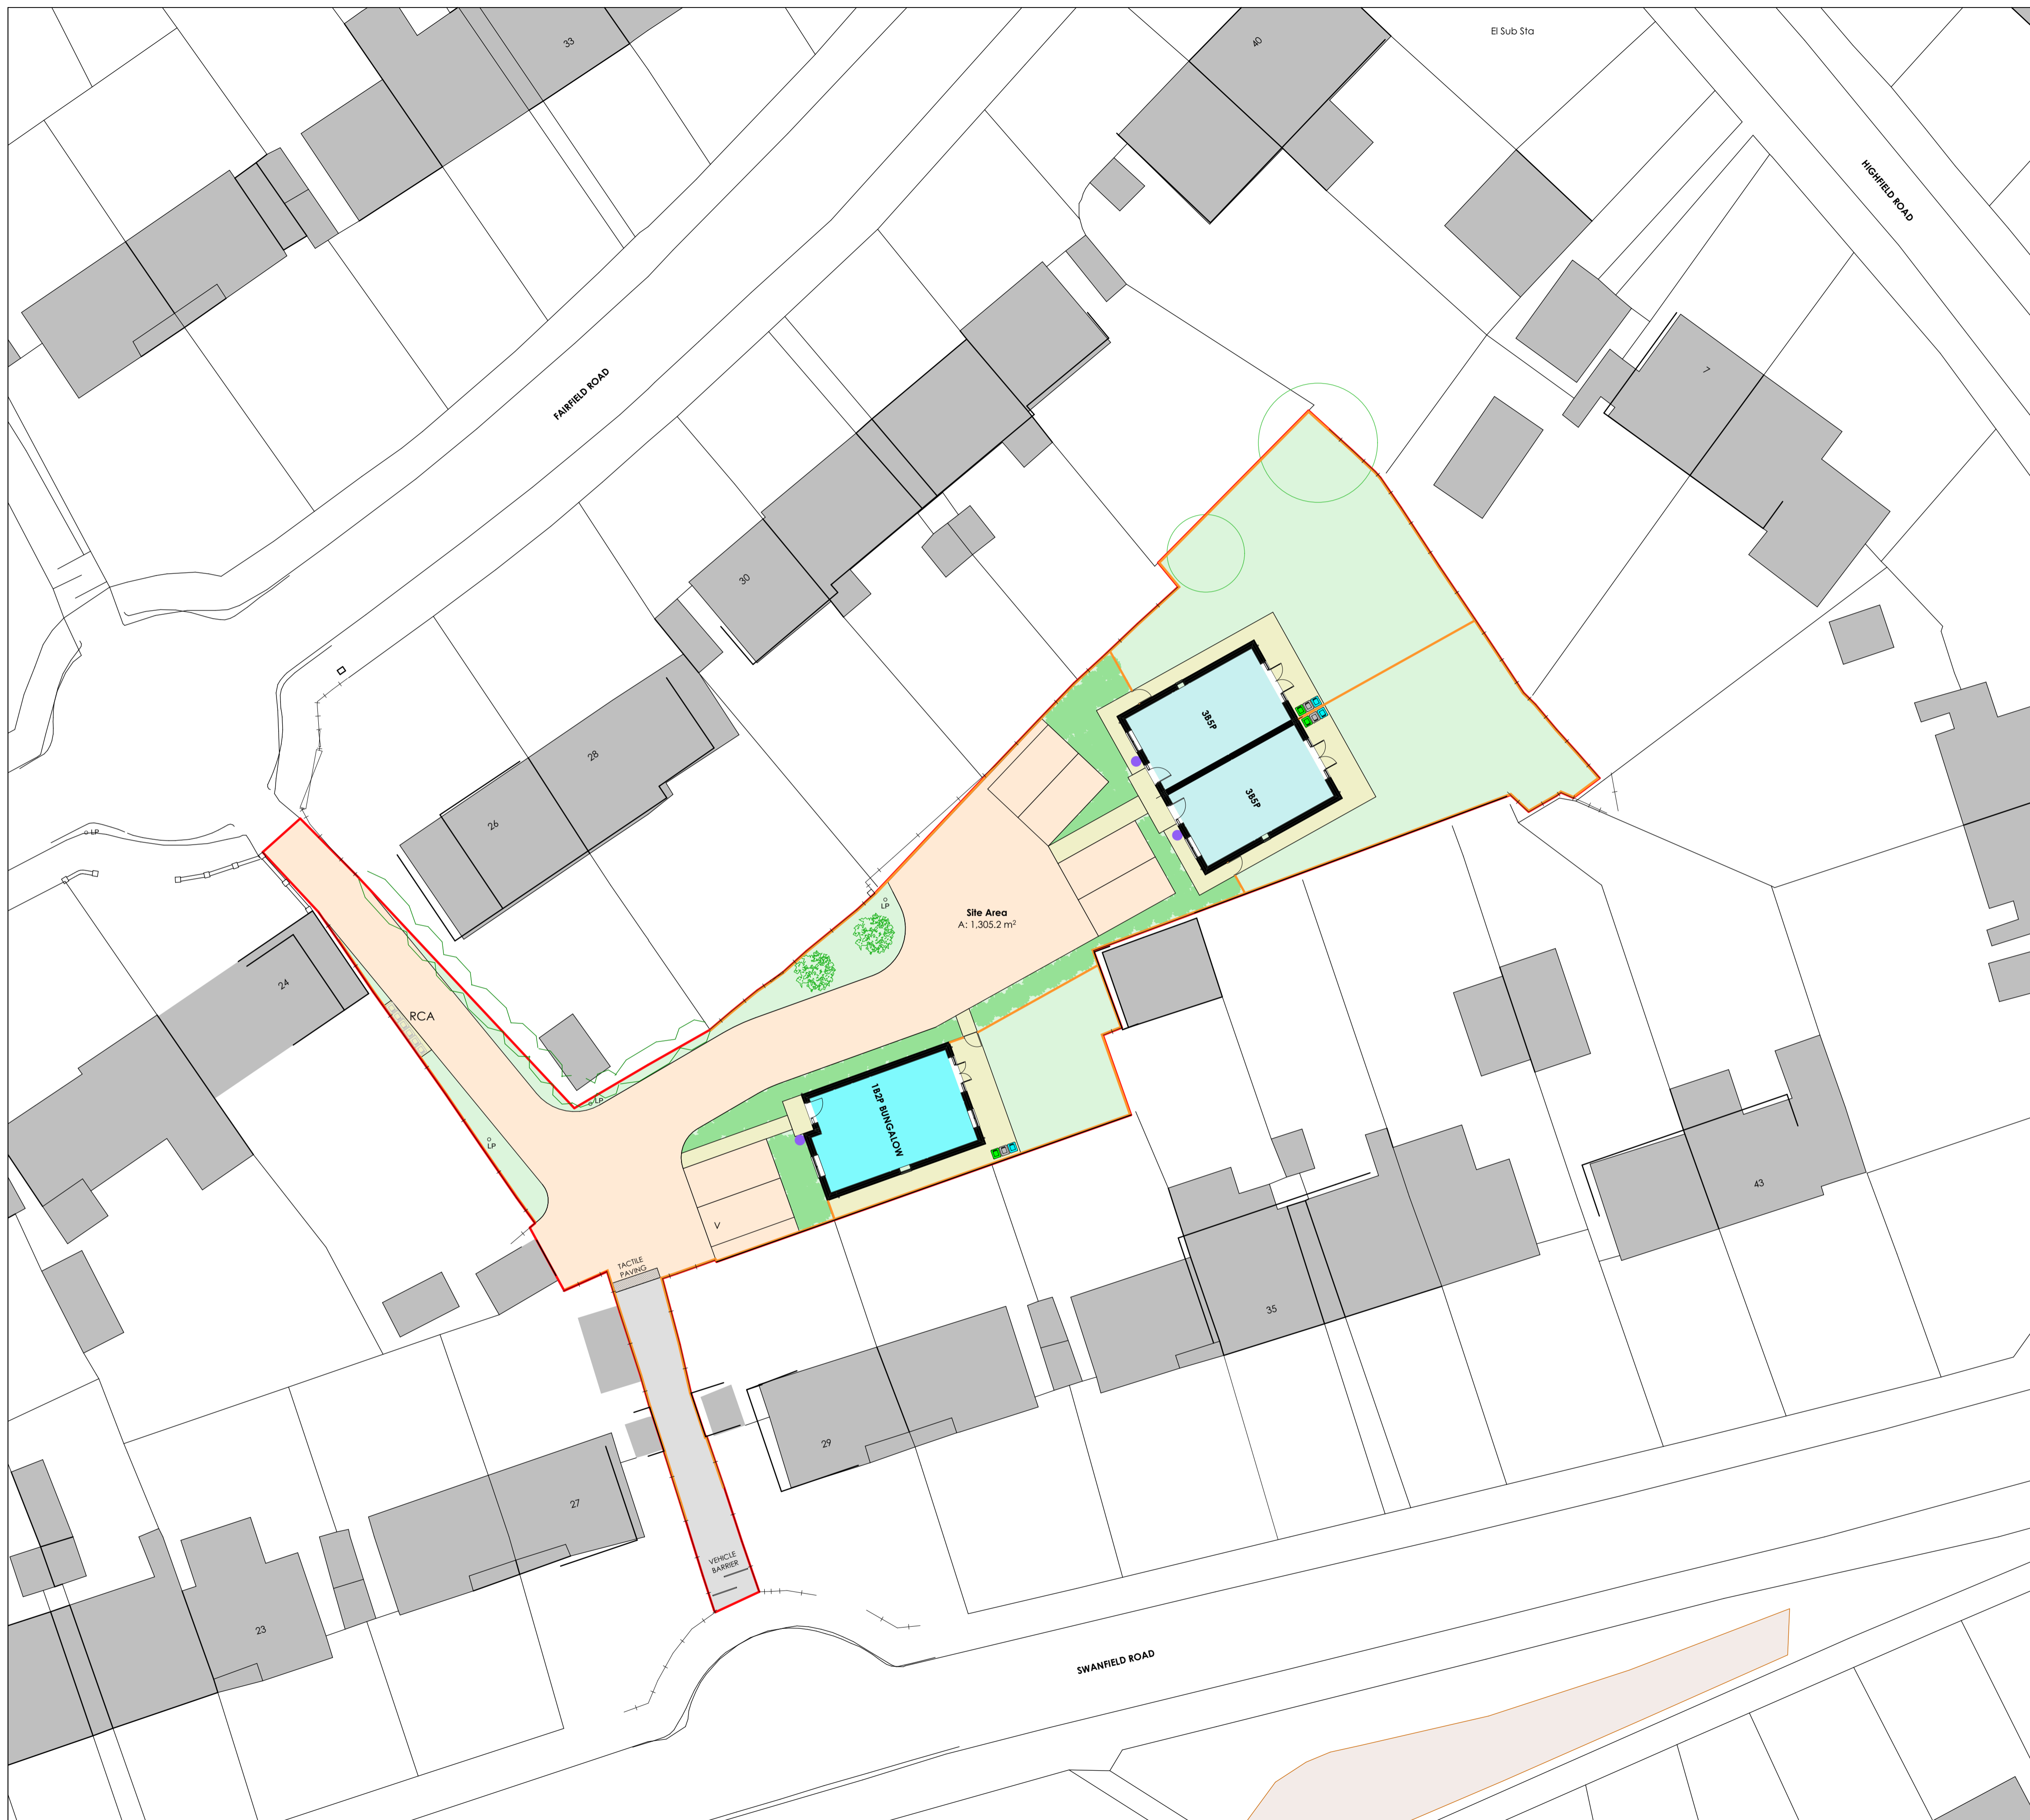 33
40
El Sub Sta
HIGHFIELD ROAD
7
FAIRFIELD ROAD
30
28
26
3B5P
3B5P
LP
LP
Site Area
A: 1,305.2 m²
24
RCA
LP
LP
1B2P BUNGALOW
V
TACTILE
PAVING
43
35
29
27
VEHICLE
BARRIER
23
SWANFIELD ROAD